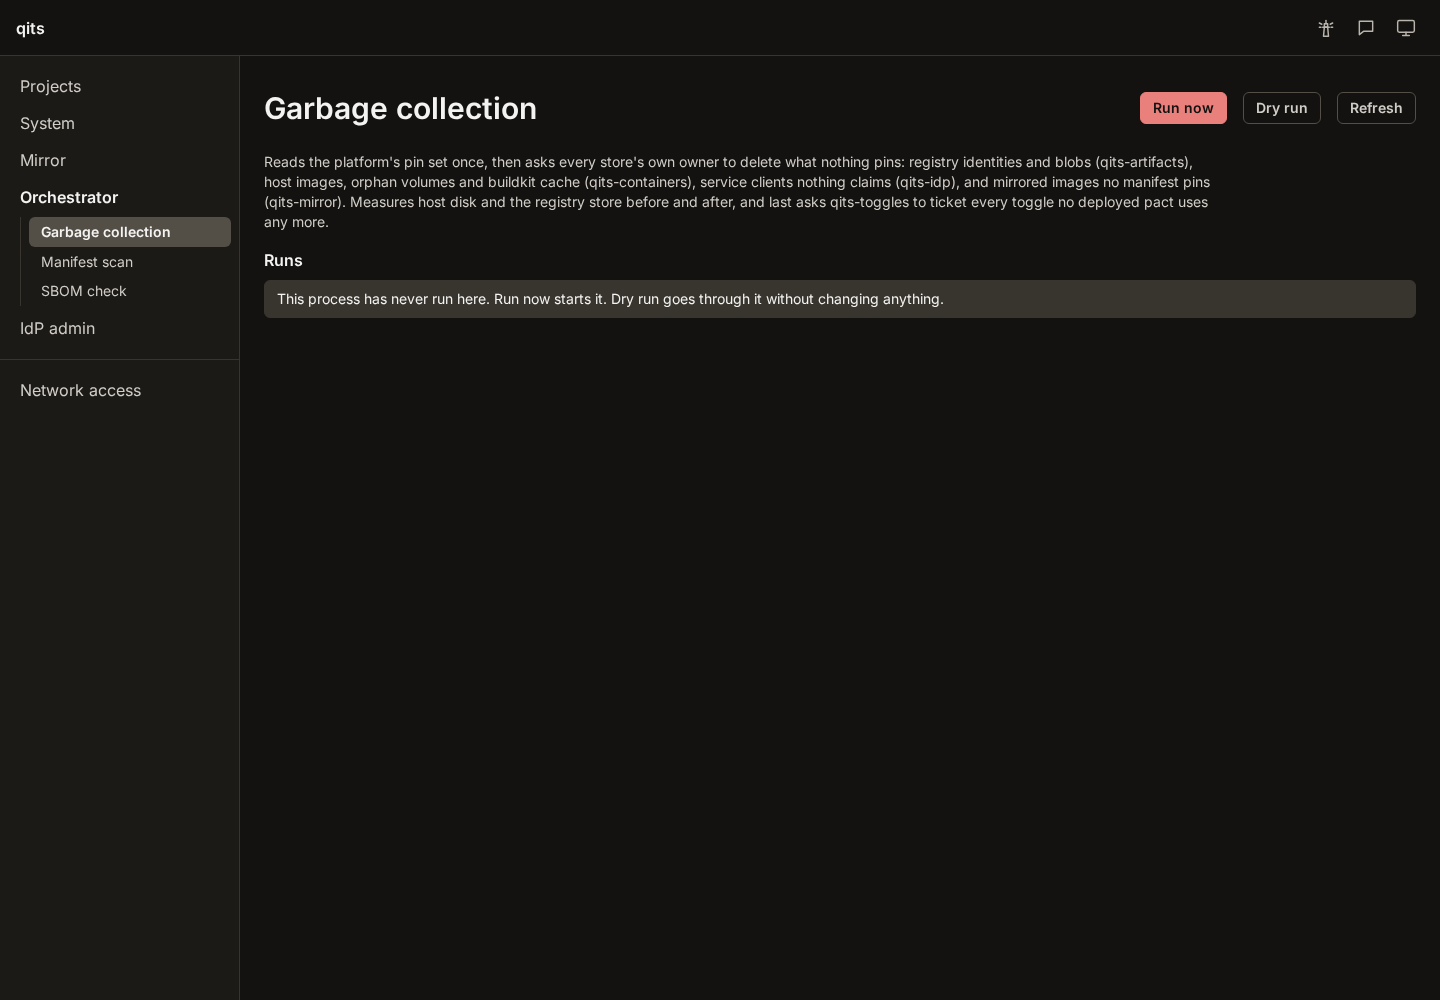 qits
Projects
System
Mirror
Orchestrator
Garbage collection
Manifest scan
SBOM check
IdP admin
Network access
Garbage collection
Run now
Dry run
Refresh
Reads the platform's pin set once, then asks every store's own owner to delete what nothing pins: registry identities and blobs (qits-artifacts),
host images, orphan volumes and buildkit cache (qits-containers), service clients nothing claims (qits-idp), and mirrored images no manifest pins
(qits-mirror). Measures host disk and the registry store before and after, and last asks qits-toggles to ticket every toggle no deployed pact uses
any more.
Runs
This process has never run here. Run now starts it. Dry run goes through it without changing anything.